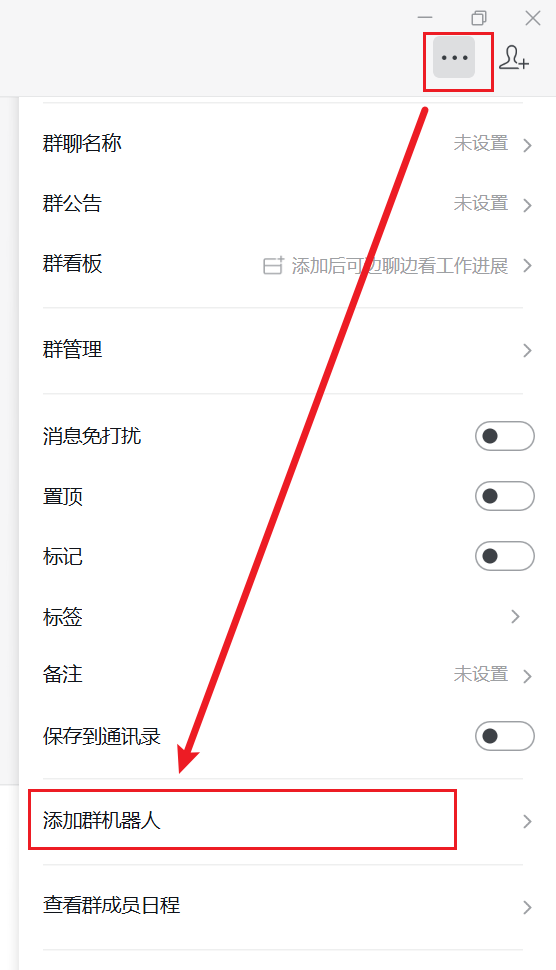 群聊名称 未设置
群公告 未设置
群看板 添加后可边聊边看工作进展
群管理
消息免打扰
置顶
标记
标签
备注 未设置
保存到通讯录
添加群机器人
查看群成员日程